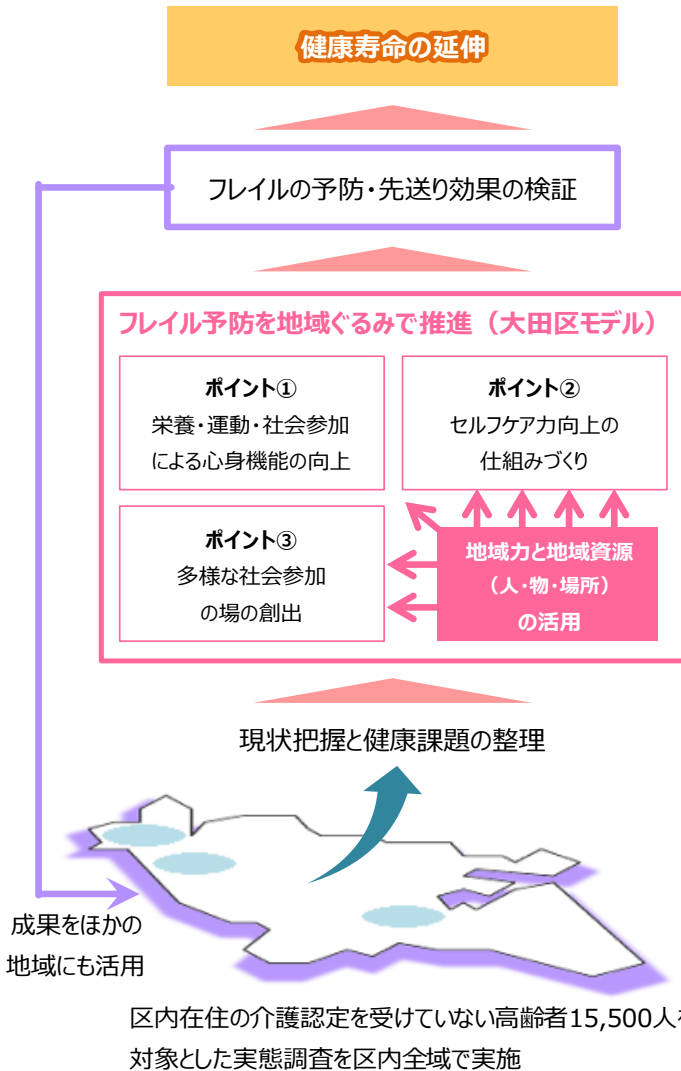 健康寿命の延伸
フレイルの予防・先送り効果の検証
フレイル予防を地域ぐるみで推進（大田区モデル）
ポイント①
栄養・運動・社会参加
による心身機能の向上
ポイント②
セルフケア力向上の
仕組みづくり
ポイント③
多様な社会参加
の場の創出
地域力と地域資源
（人・物・場所）
の活用
現状把握と健康課題の整理
成果をほかの
地域にも活用
区内在住の介護認定を受けていない高齢者15,500人を
対象とした実態調査を区内全域で実施